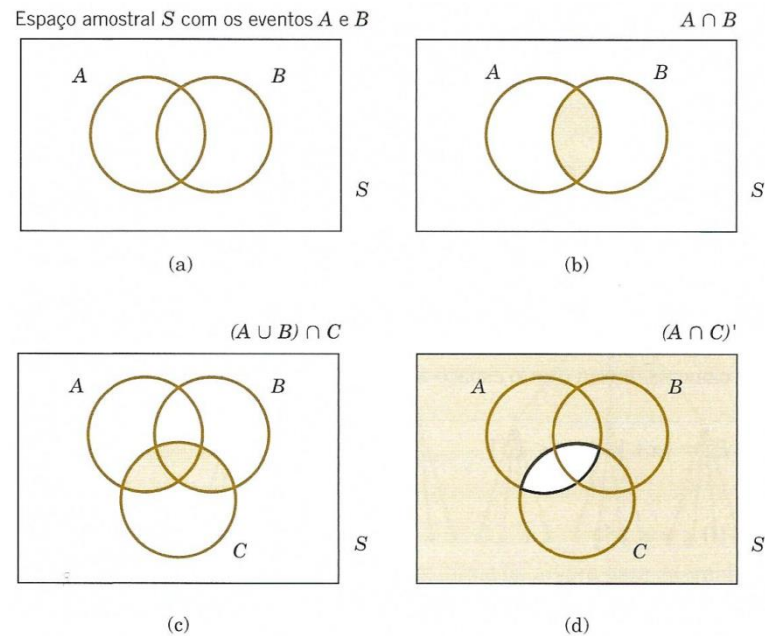 Espaço amostral S com os eventos A e B
A
B
S
(a)
A ∩ B
A
B
S
(b)
(A ∪ B) ∩ C
A
B
C
S
(c)
(A ∩ C)'
A
B
C
S
(d)